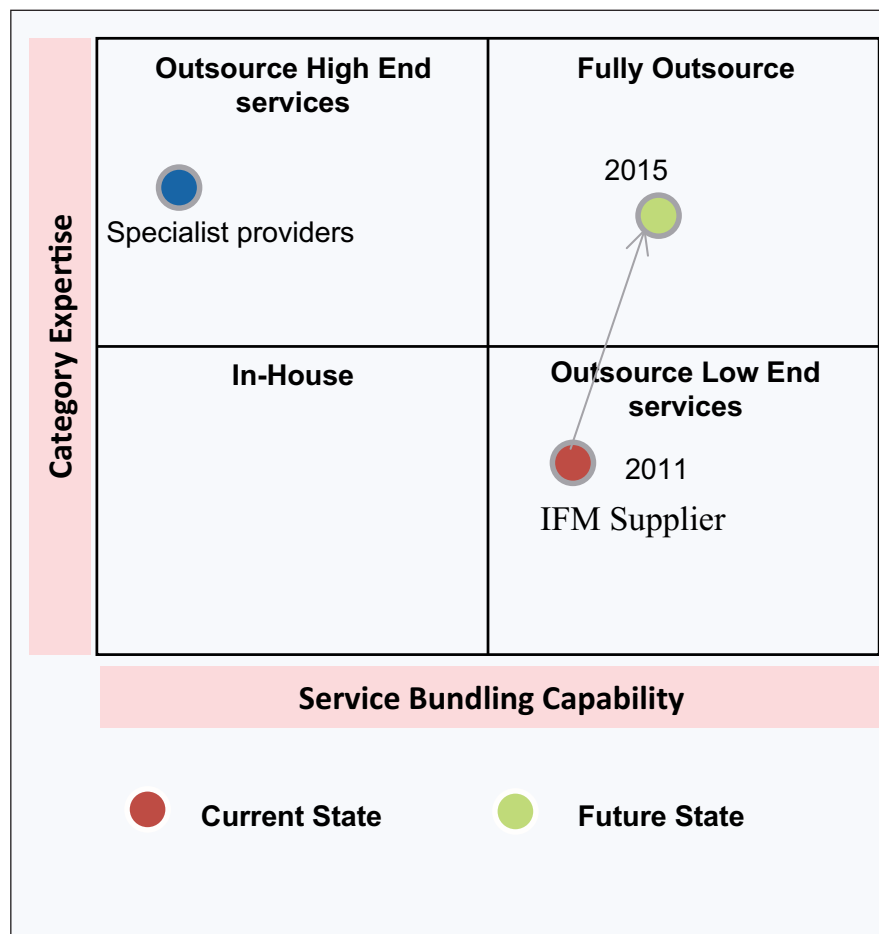 Outsource High End
services
Fully Outsource
2015
Specialist providers
Category Expertise
In-House
Outsource Low End
services
2011
IFM Supplier
Service Bundling Capability
Current State
Future State